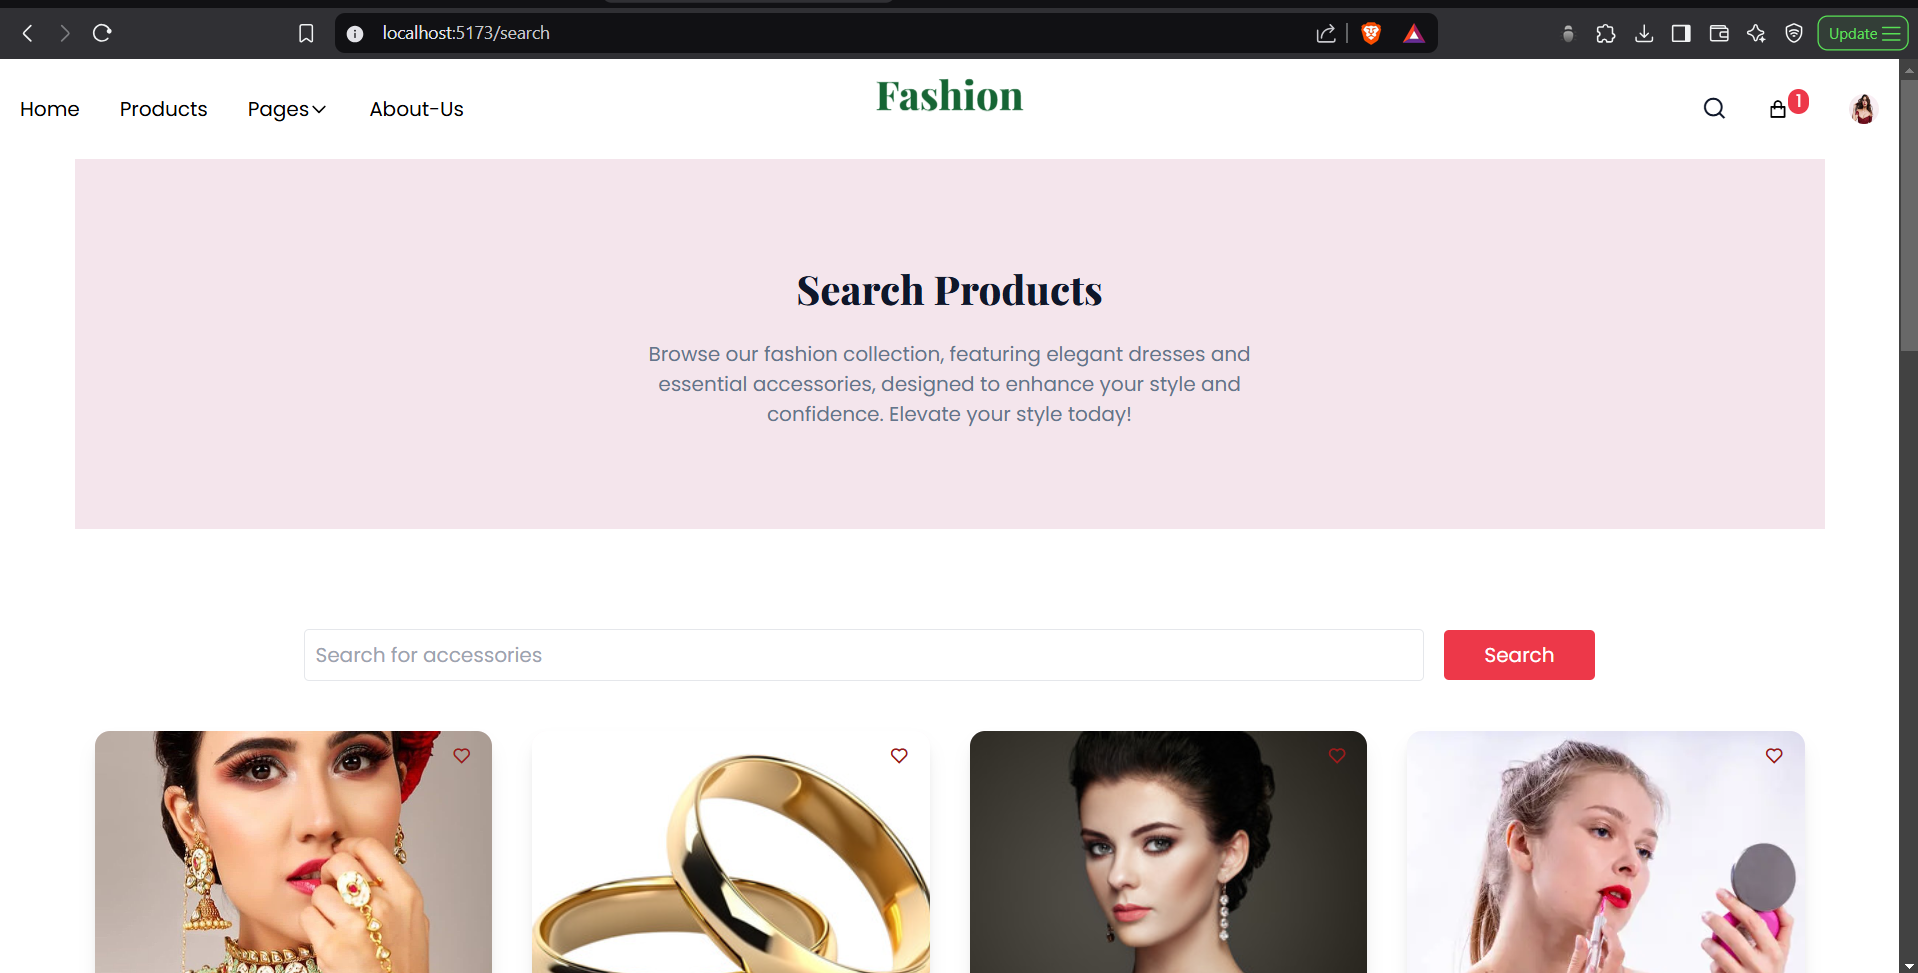 localhost:5173/search
Update
Home Products Pages About-Us
Fashion
1
Search Products
Browse our fashion collection, featuring elegant dresses and
essential accessories, designed to enhance your style and
confidence. Elevate your style today!
Search for accessories
Search